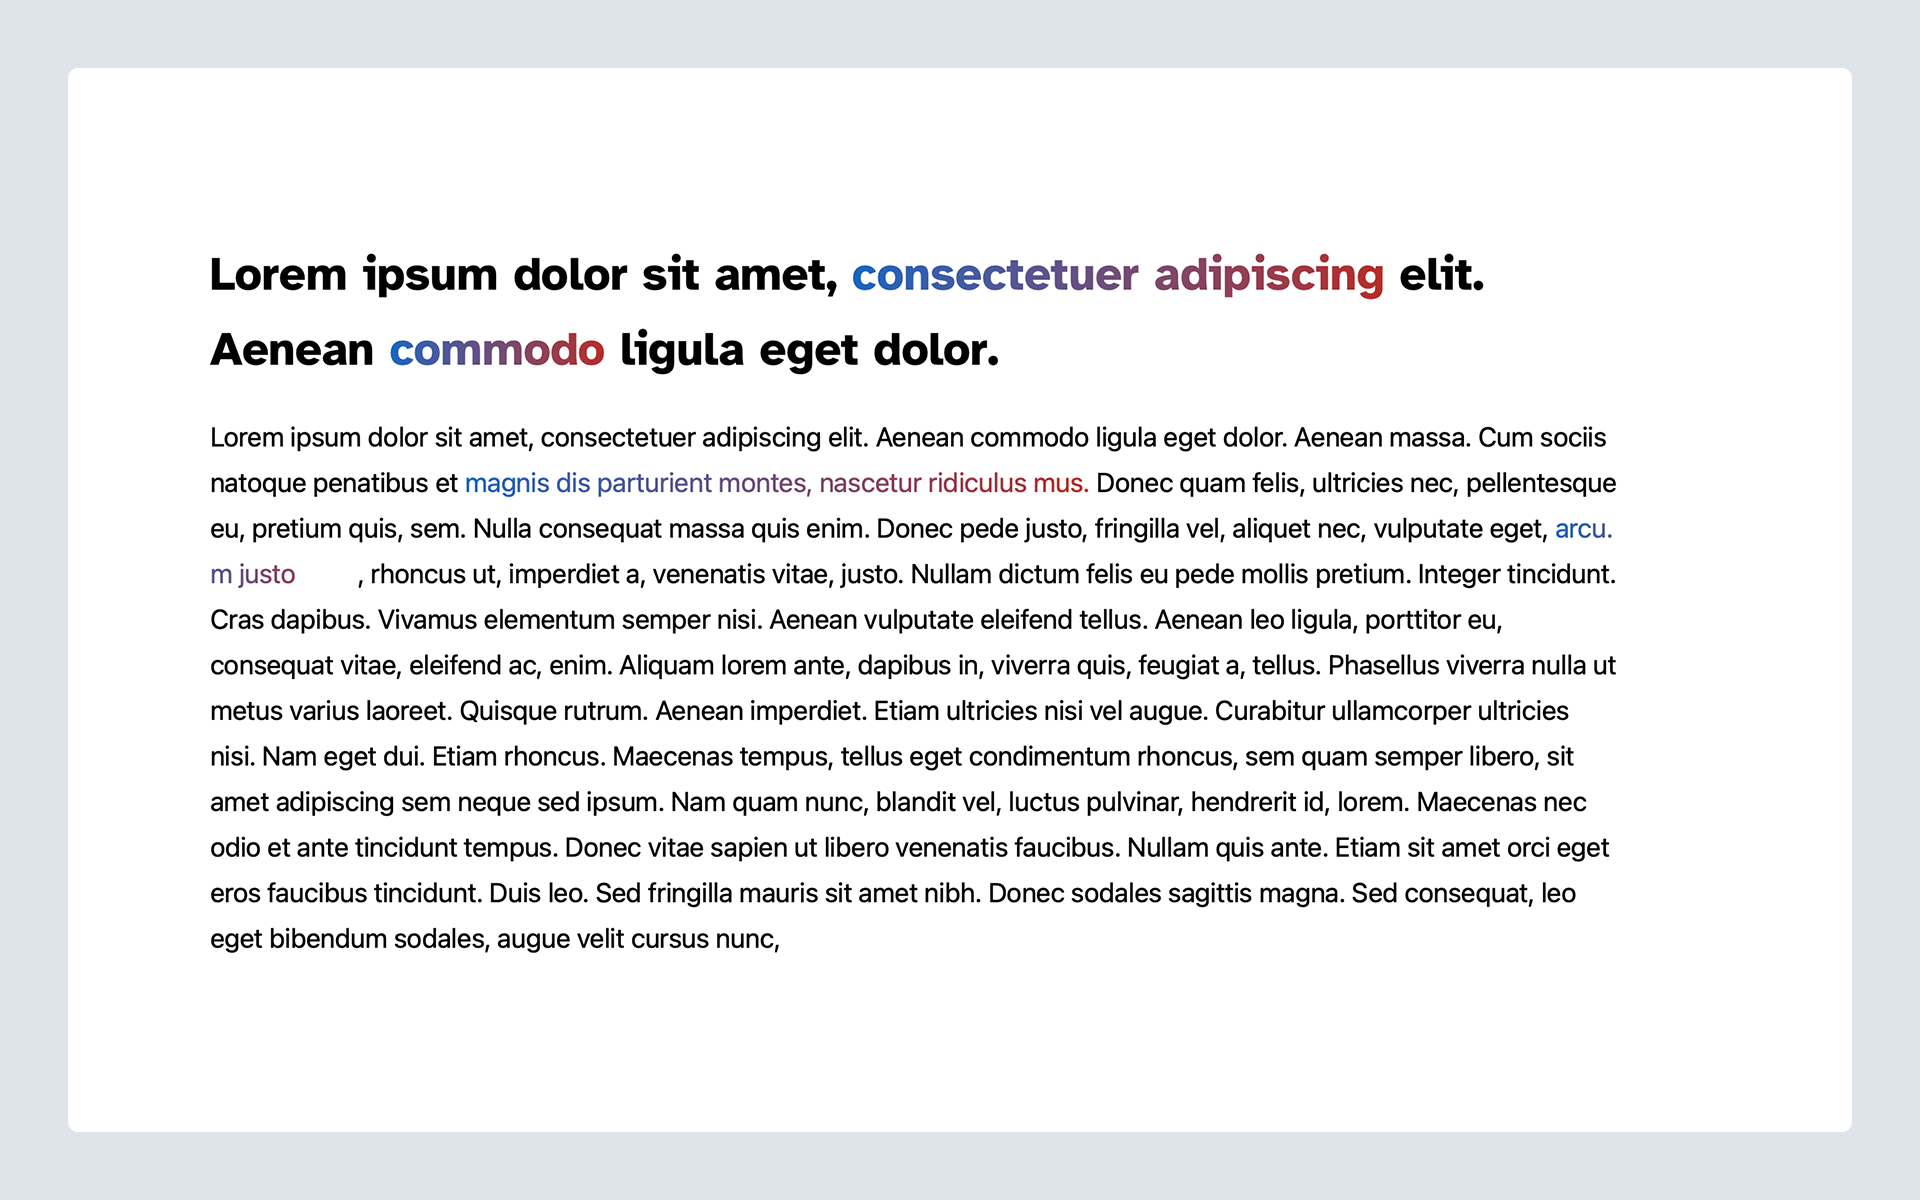 Lorem ipsum dolor sit amet, consectetuer adipiscing elit.
Aenean commodo ligula eget dolor.
Lorem ipsum dolor sit amet, consectetuer adipiscing elit. Aenean commodo ligula eget dolor. Aenean massa. Cum sociis
natoque penatibus et magnis dis parturient montes, nascetur ridiculus mus. Donec quam felis, ultricies nec, pellentesque
eu, pretium quis, sem. Nulla consequat massa quis enim. Donec pede justo, fringilla vel, aliquet nec, vulputate eget, arcu.
m justo , rhoncus ut, imperdiet a, venenatis vitae, justo. Nullam dictum felis eu pede mollis pretium. Integer tincidunt.
Cras dapibus. Vivamus elementum semper nisi. Aenean vulputate eleifend tellus. Aenean leo ligula, porttitor eu,
consequat vitae, eleifend ac, enim. Aliquam lorem ante, dapibus in, viverra quis, feugiat a, tellus. Phasellus viverra nulla ut
metus varius laoreet. Quisque rutrum. Aenean imperdiet. Etiam ultricies nisi vel augue. Curabitur ullamcorper ultricies
nisi. Nam eget dui. Etiam rhoncus. Maecenas tempus, tellus eget condimentum rhoncus, sem quam semper libero, sit
amet adipiscing sem neque sed ipsum. Nam quam nunc, blandit vel, luctus pulvinar, hendrerit id, lorem. Maecenas nec
odio et ante tincidunt tempus. Donec vitae sapien ut libero venenatis faucibus. Nullam quis ante. Etiam sit amet orci eget
eros faucibus tincidunt. Duis leo. Sed fringilla mauris sit amet nibh. Donec sodales sagittis magna. Sed consequat, leo
eget bibendum sodales, augue velit cursus nunc,